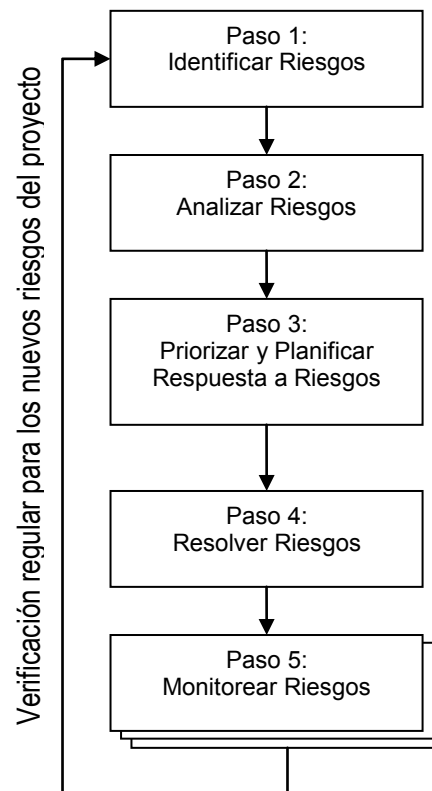 Paso 1:
Identificar Riesgos
Paso 2:
Analizar Riesgos
Paso 3:
Priorizar y Planificar
Respuesta a Riesgos
Paso 4:
Resolver Riesgos
Paso 5:
Monitorear Riesgos
Verificación regular para los nuevos riesgos del proyecto